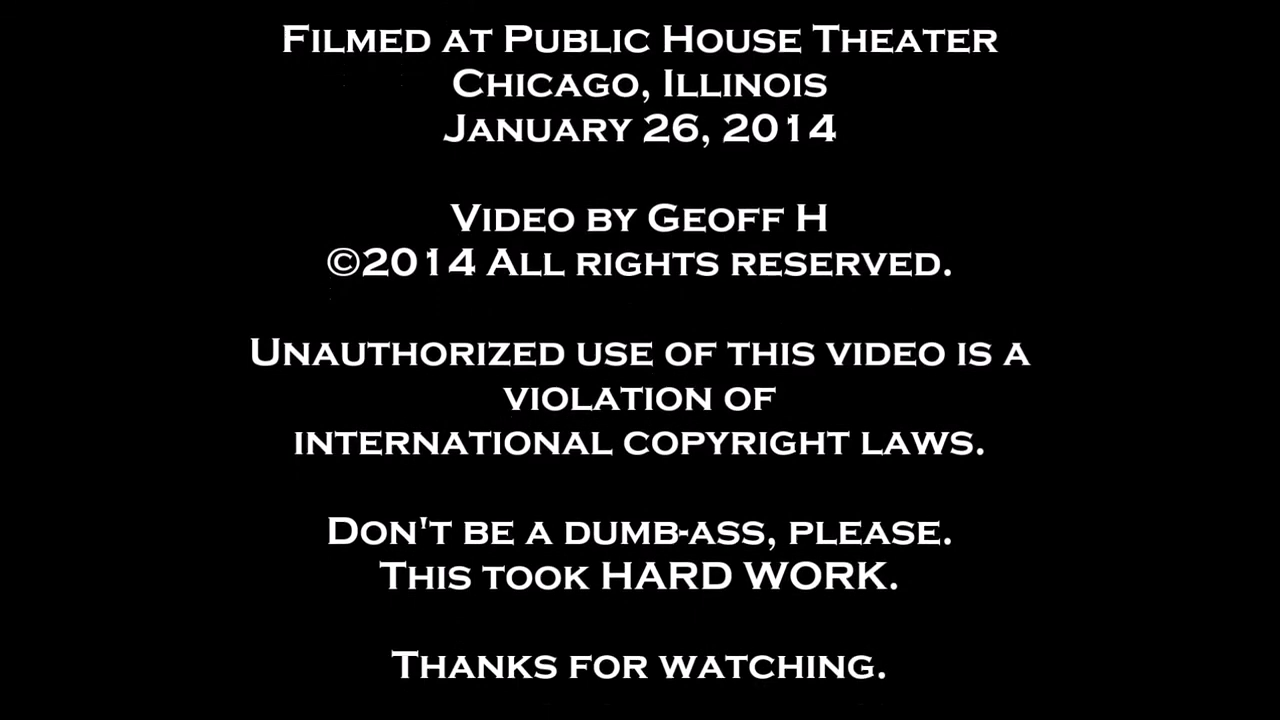 Filmed at Public House Theater
Chicago, Illinois
January 26, 2014
Video by Geoff H
©2014 All rights reserved.
Unauthorized use of this video is a
violation of
international copyright laws.
Don't be a dumb-ass, please.
This took HARD WORK.
Thanks for watching.